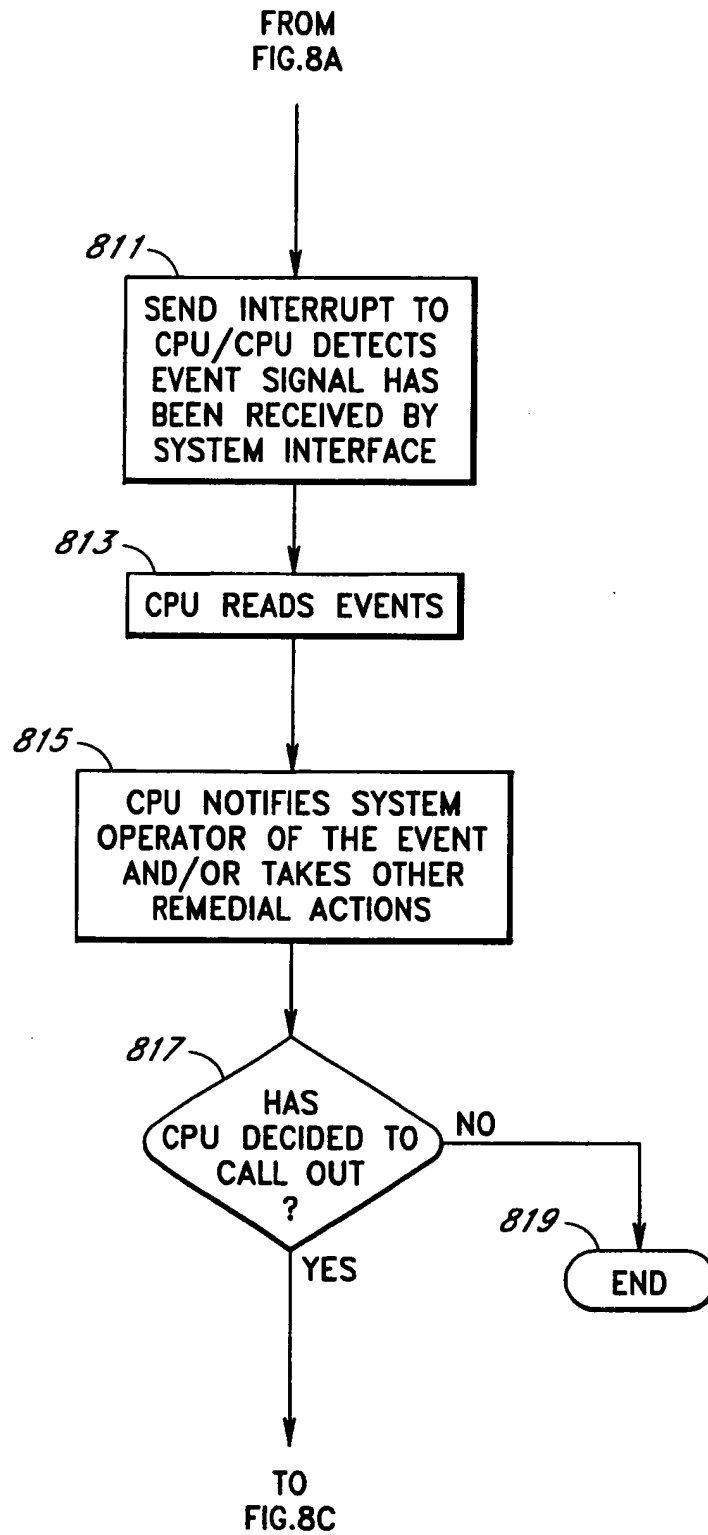 FROM
FIG.8A
811
SEND INTERRUPT TO
CPU/CPU DETECTS
EVENT SIGNAL HAS
BEEN RECEIVED BY
SYSTEM INTERFACE
813
CPU READS EVENTS
815
CPU NOTIFIES SYSTEM
OPERATOR OF THE EVENT
AND/OR TAKES OTHER
REMEDIAL ACTIONS
817
HAS
CPU DECIDED TO
CALL OUT
?
NO
819
END
YES
TO
FIG.8C